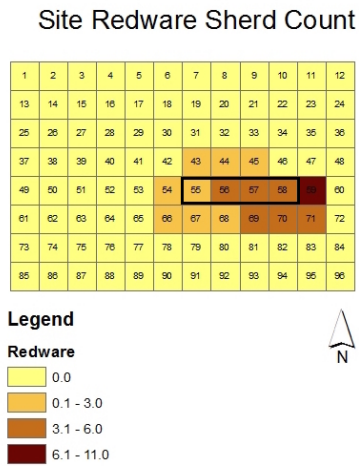 Site Redware Sherd Count
1 2 3 4 5 6 7 8 9 10 11 12
13 14 15 16 17 18 19 20 21 22 23 24
25 26 27 28 29 30 31 32 33 34 35 36
37 38 39 40 41 42 43 44 45 46 47 48
49 50 51 52 53 54 55 56 57 58 59 60
61 62 63 64 65 66 67 68 69 70 71 72
73 74 75 76 77 78 79 80 81 82 83 84
85 86 87 88 89 90 91 92 93 94 95 96
Legend
Redware
0.0
0.1 - 3.0
3.1 - 6.0
6.1 - 11.0
N